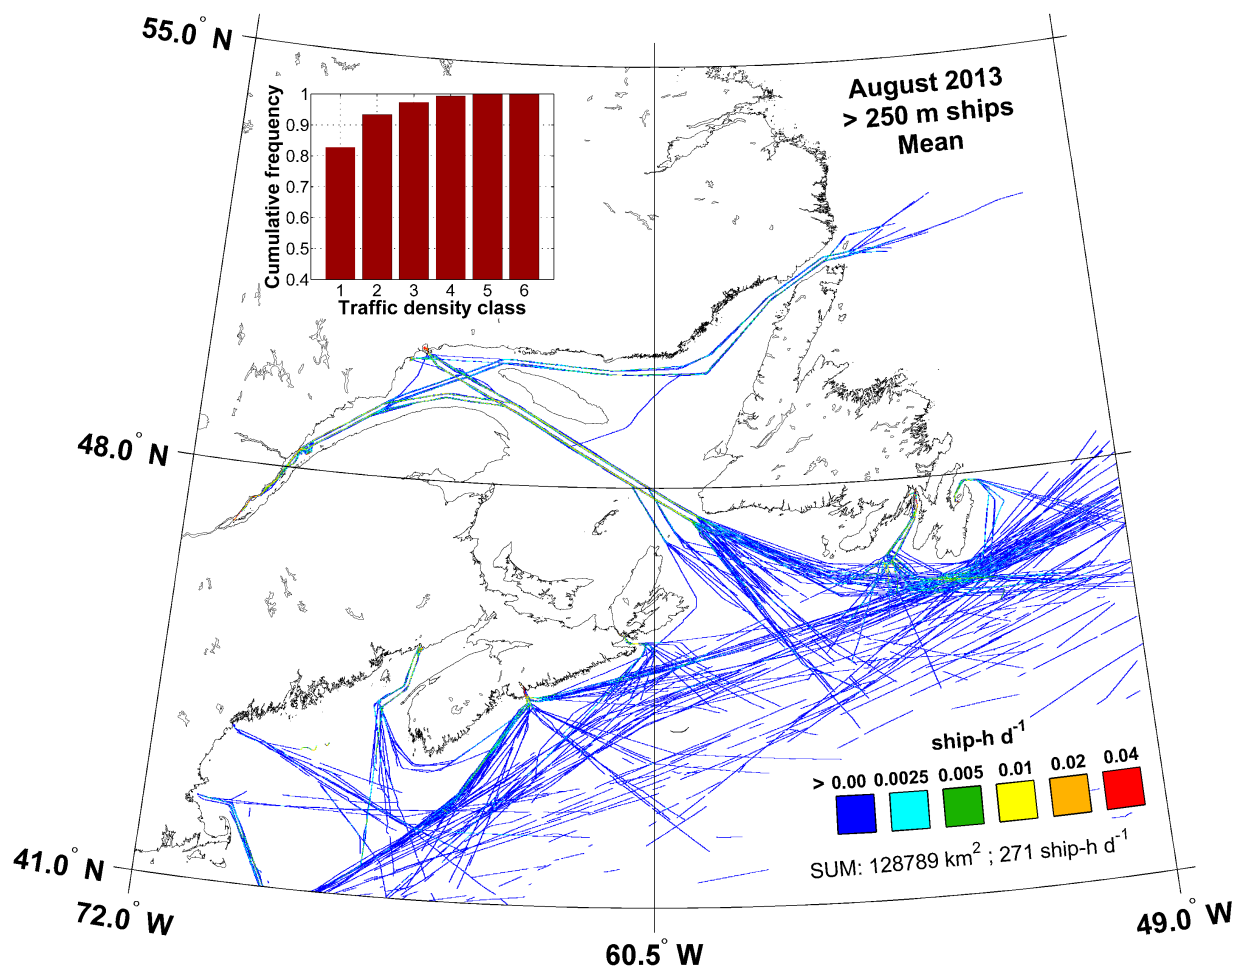 55.0° N
August 2013
> 250 m ships
Mean
Cumulative frequency
1
0.9
0.8
0.7
0.6
0.5
0.4
1 2 3 4 5 6
Traffic density class
48.0° N
ship-h d⁻¹
> 0.00 0.0025 0.005 0.01 0.02 0.04
SUM: 128789 km² ; 271 ship-h d⁻¹
41.0° N
72.0° W
60.5° W
49.0° W